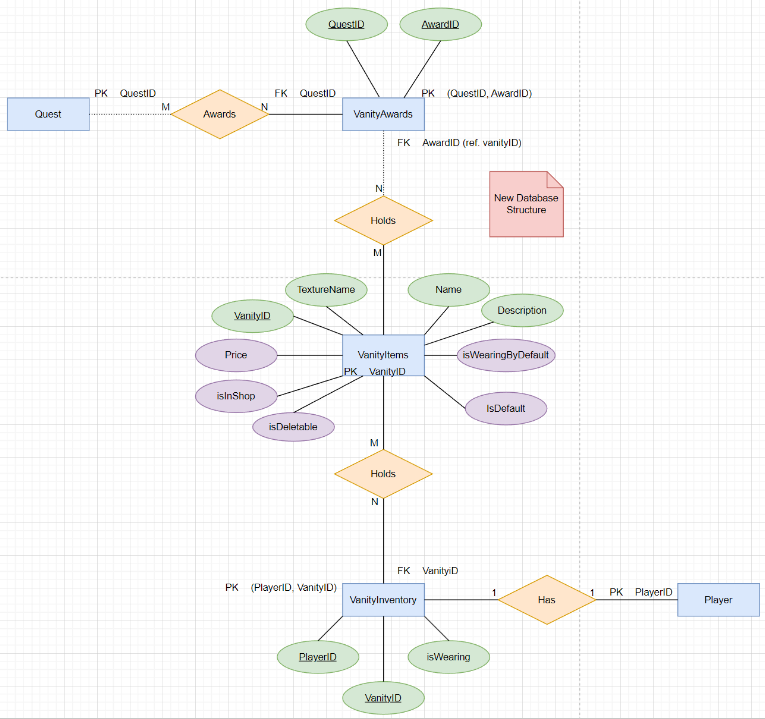 QuestID
AwardID
PK QuestID
FK QuestID
PK (QuestID, AwardID)
M
N
Quest
Awards
VanityAwards
FK AwardID (ref. vanityID)
N
New Database
Structure
Holds
M
TextureName
Name
VanityID
Description
Price
VanityItems
isWearingByDefault
PK VanityID
isInShop
IsDefault
isDeletable
M
Holds
N
FK VanityiD
PK (PlayerID, VanityID)
1
1
PK PlayerID
VanityInventory
Has
Player
PlayerID
isWearing
VanityID